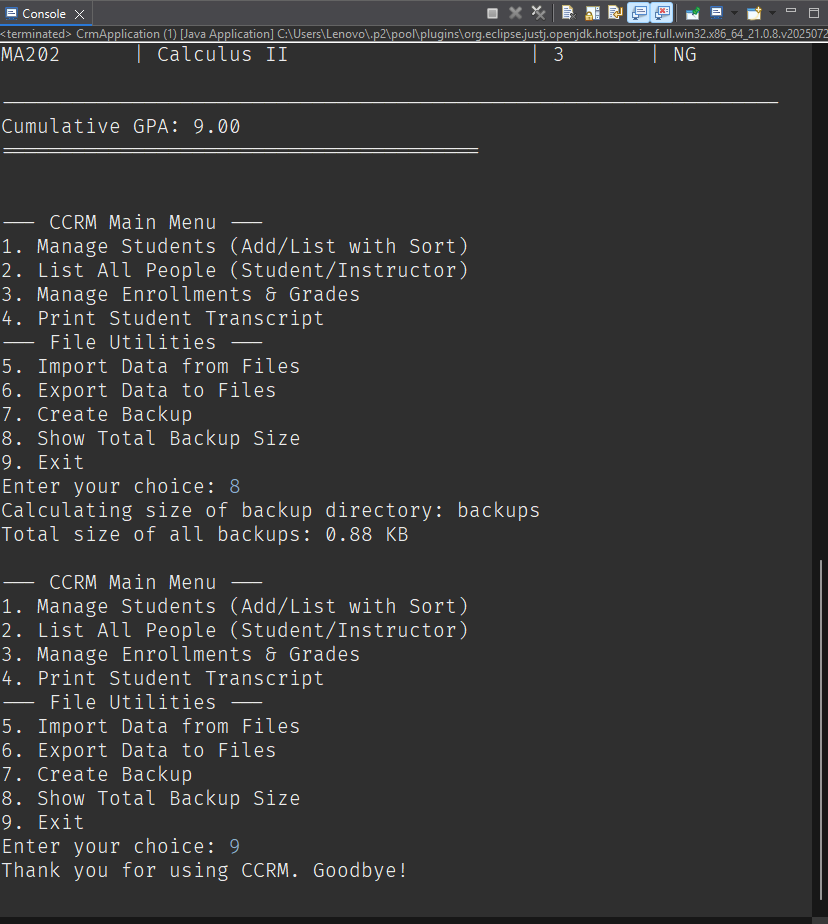 Console
<terminated> CrmApplication (1) [Java Application] C:\Users\Lenovo\.p2\pool\plugins\org.eclipse.justj.openjdk.hotspot.jre.full.win32.x86_64_21.0.8.v2025072
MA202 | Calculus II | 3 | NG
Cumulative GPA: 9.00
========================================
--- CCRM Main Menu ---
1. Manage Students (Add/List with Sort)
2. List All People (Student/Instructor)
3. Manage Enrollments & Grades
4. Print Student Transcript
--- File Utilities ---
5. Import Data from Files
6. Export Data to Files
7. Create Backup
8. Show Total Backup Size
9. Exit
Enter your choice: 8
Calculating size of backup directory: backups
Total size of all backups: 0.88 KB
--- CCRM Main Menu ---
1. Manage Students (Add/List with Sort)
2. List All People (Student/Instructor)
3. Manage Enrollments & Grades
4. Print Student Transcript
--- File Utilities ---
5. Import Data from Files
6. Export Data to Files
7. Create Backup
8. Show Total Backup Size
9. Exit
Enter your choice: 9
Thank you for using CCRM. Goodbye!